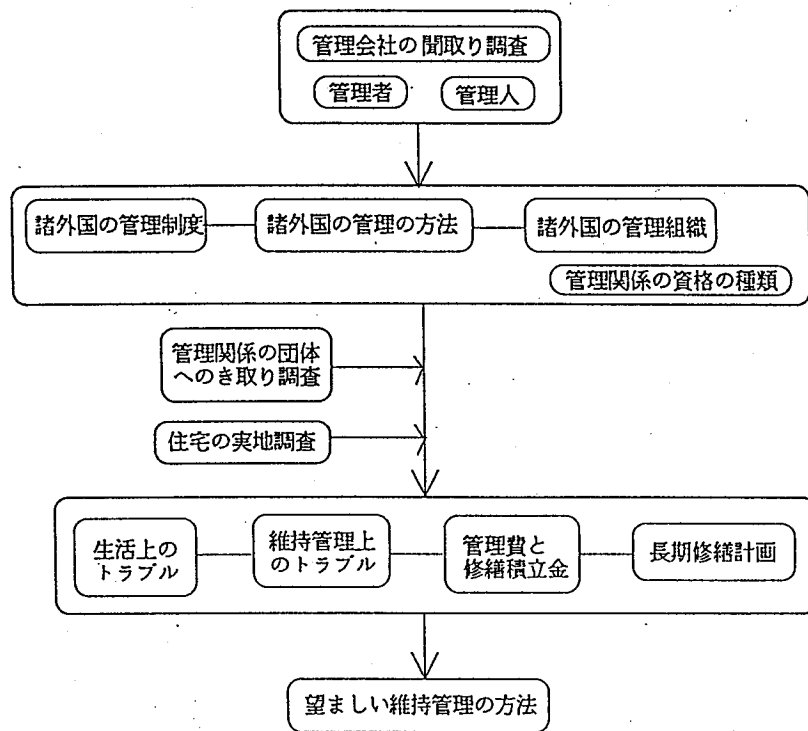 管理会社の聞取り調査
管理者
管理人
諸外国の管理制度
諸外国の管理の方法
諸外国の管理組織
管理関係の資格の種類
管理関係の団体
へのき取り調査
住宅の実地調査
生活上の
トラブル
維持管理上
のトラブル
管理費と
修繕積立金
長期修繕計画
望ましい維持管理の方法